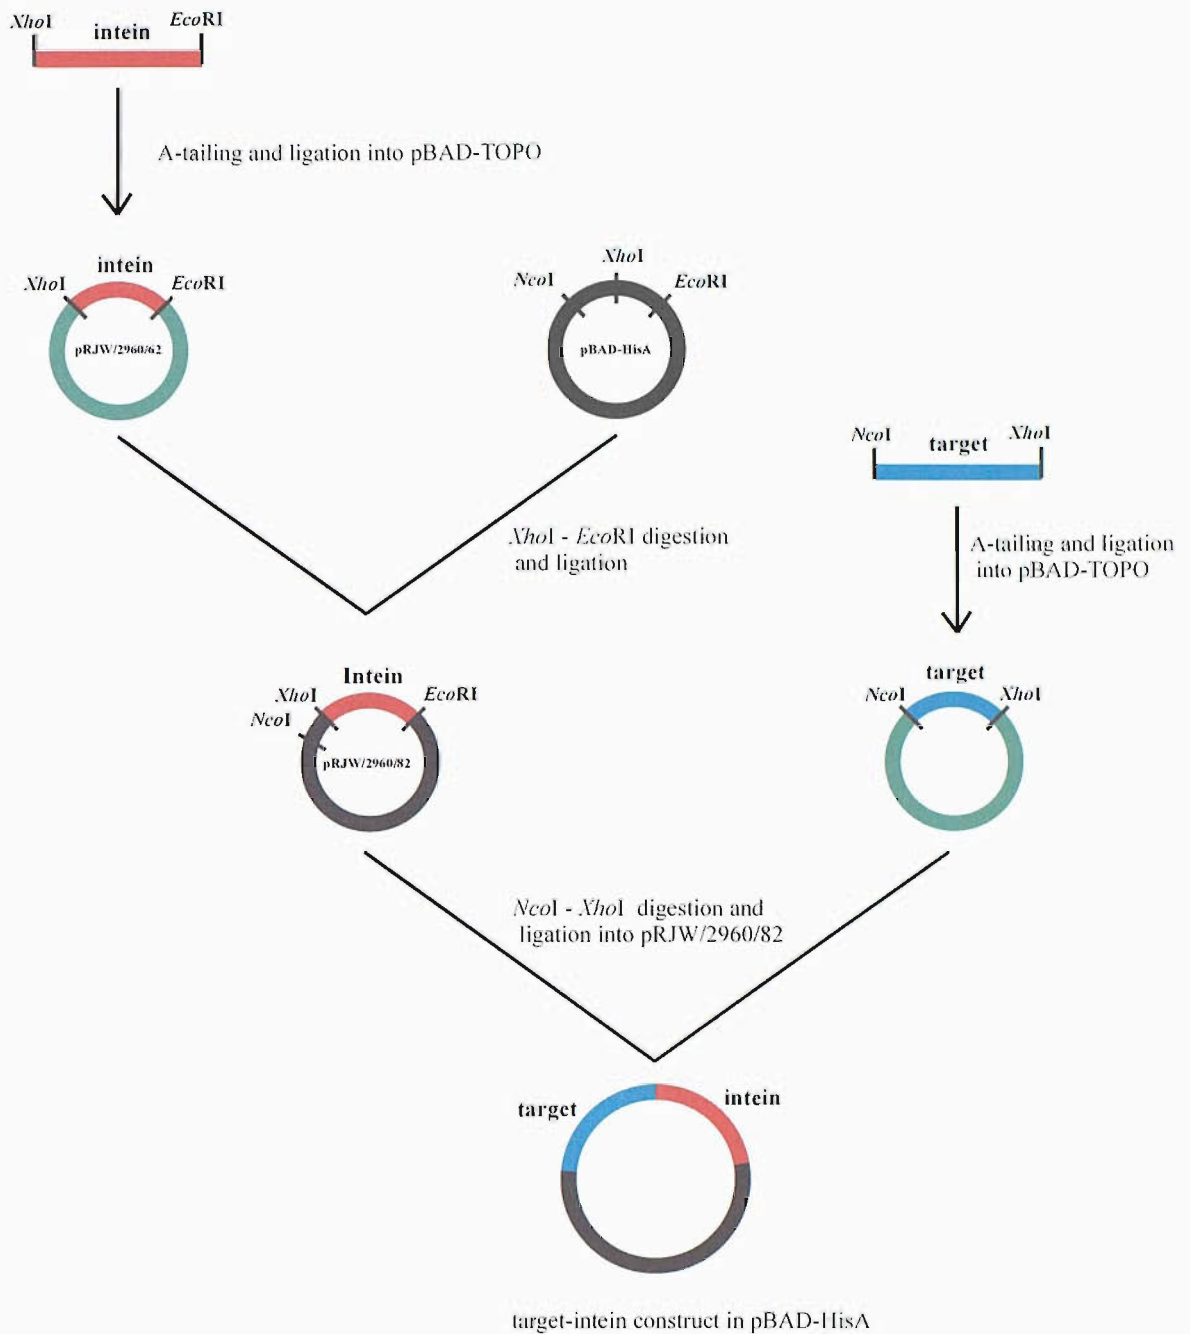 XhoI intein EcoRI
A-tailing and ligation into pBAD-TOPO
intein
XhoI EcoRI
pRJW/2960/62
XhoI
NcoI EcoRI
pBAD-HisA
NcoI target XhoI
XhoI - EcoRI digestion
and ligation
A-tailing and ligation
into pBAD-TOPO
Intein
XhoI EcoRI
NcoI
pRJW/2960/82
target
NcoI XhoI
NcoI - XhoI digestion and
ligation into pRJW/2960/82
target intein
target-intein construct in pBAD-HisA